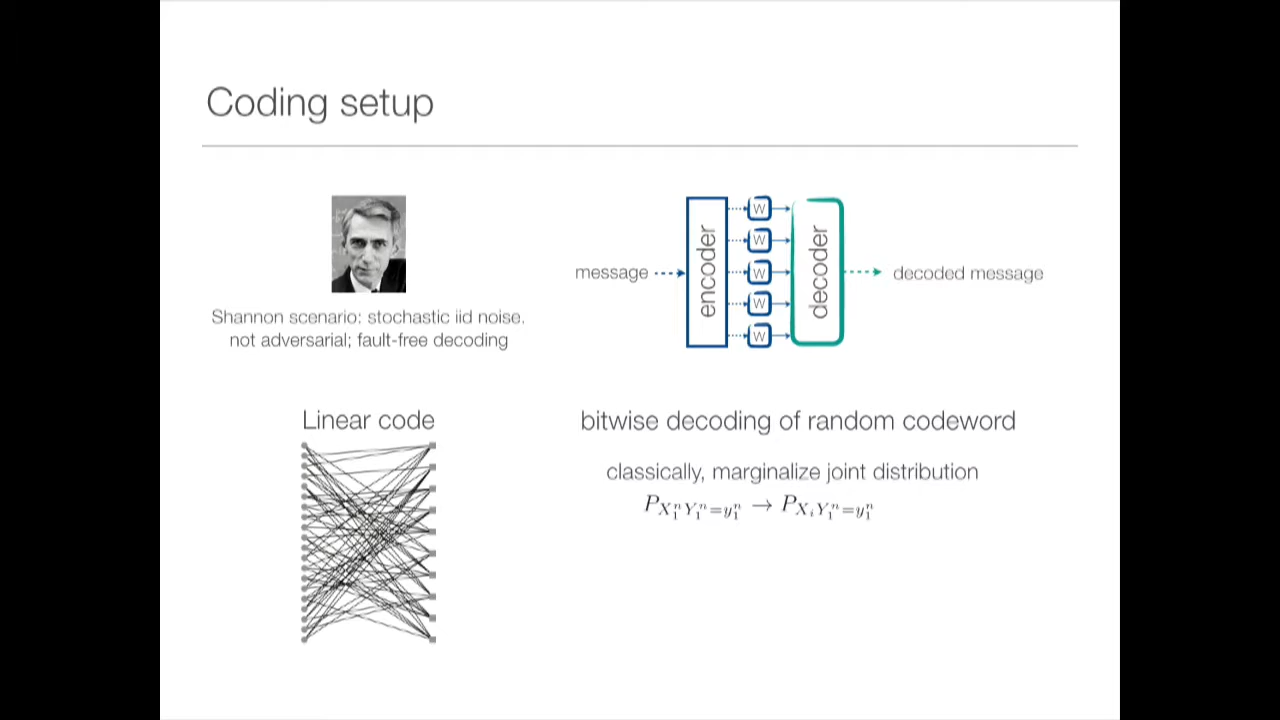 Coding setup
message
encoder
W
W
W
W
W
decoder
decoded message
Shannon scenario: stochastic iid noise.
not adversarial; fault-free decoding
Linear code
bitwise decoding of random codeword
classically, marginalize joint distribution
P_{X_1^n Y_1^n = y_1^n} → P_{X_i Y_1^n = y_1^n}